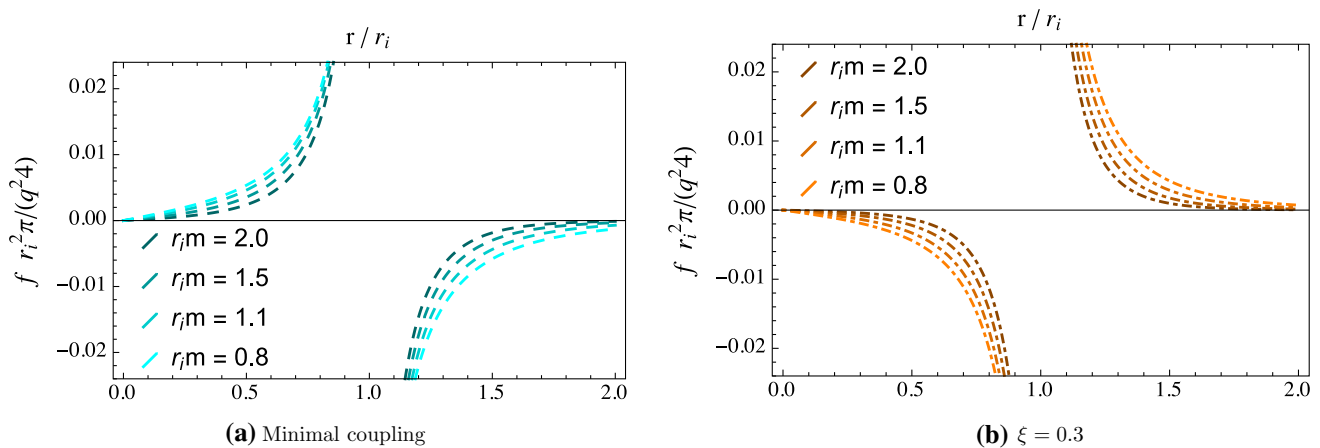 r / r_i
f r_i^2 π/(q^2 4)
0.02
0.01
0.00
−0.01
−0.02
r_i m = 2.0
r_i m = 1.5
r_i m = 1.1
r_i m = 0.8
0.0 0.5 1.0 1.5 2.0
(a) Minimal coupling
r / r_i
f r_i^2 π/(q^2 4)
0.02
0.01
0.00
−0.01
−0.02
r_i m = 2.0
r_i m = 1.5
r_i m = 1.1
r_i m = 0.8
0.0 0.5 1.0 1.5 2.0
(b) ξ = 0.3